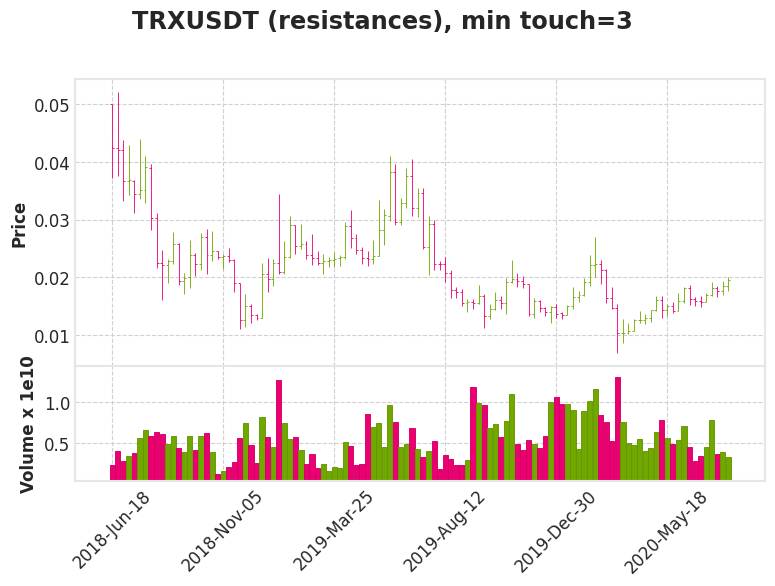 TRXUSDT (resistances), min touch=3
Price
0.05
0.04
0.03
0.02
0.01
Volume x 1e10
1.0
0.5
2018-Jun-18
2018-Nov-05
2019-Mar-25
2019-Aug-12
2019-Dec-30
2020-May-18